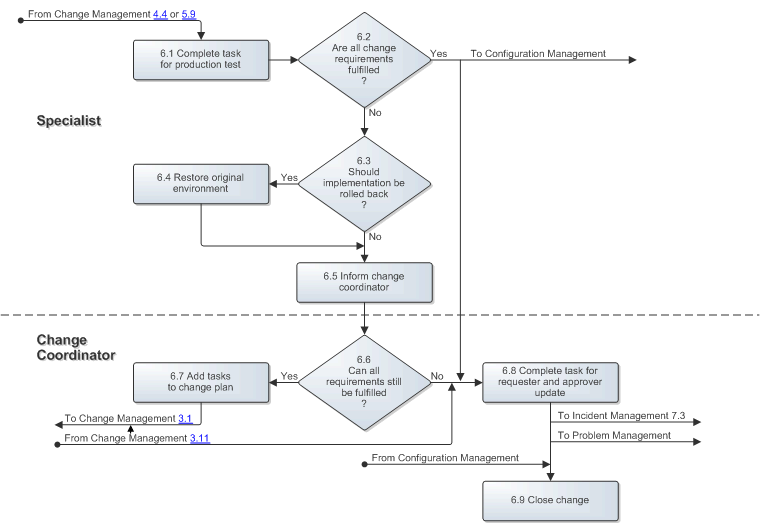 From Change Management 4.4 or 5.9
6.1 Complete task
for production test
6.2
Are all change
requirements
fulfilled
?
Yes
To Configuration Management
No
Specialist
6.3
Should
implementation be
rolled back
?
Yes
6.4 Restore original
environment
No
6.5 Inform change
coordinator
Change
Coordinator
6.6
Can all
requirements still
be fulfilled
?
Yes
No
6.7 Add tasks
to change plan
6.8 Complete task for
requester and approver
update
To Change Management 3.1
From Change Management 3.11
To Incident Management 7.3
To Problem Management
From Configuration Management
6.9 Close change